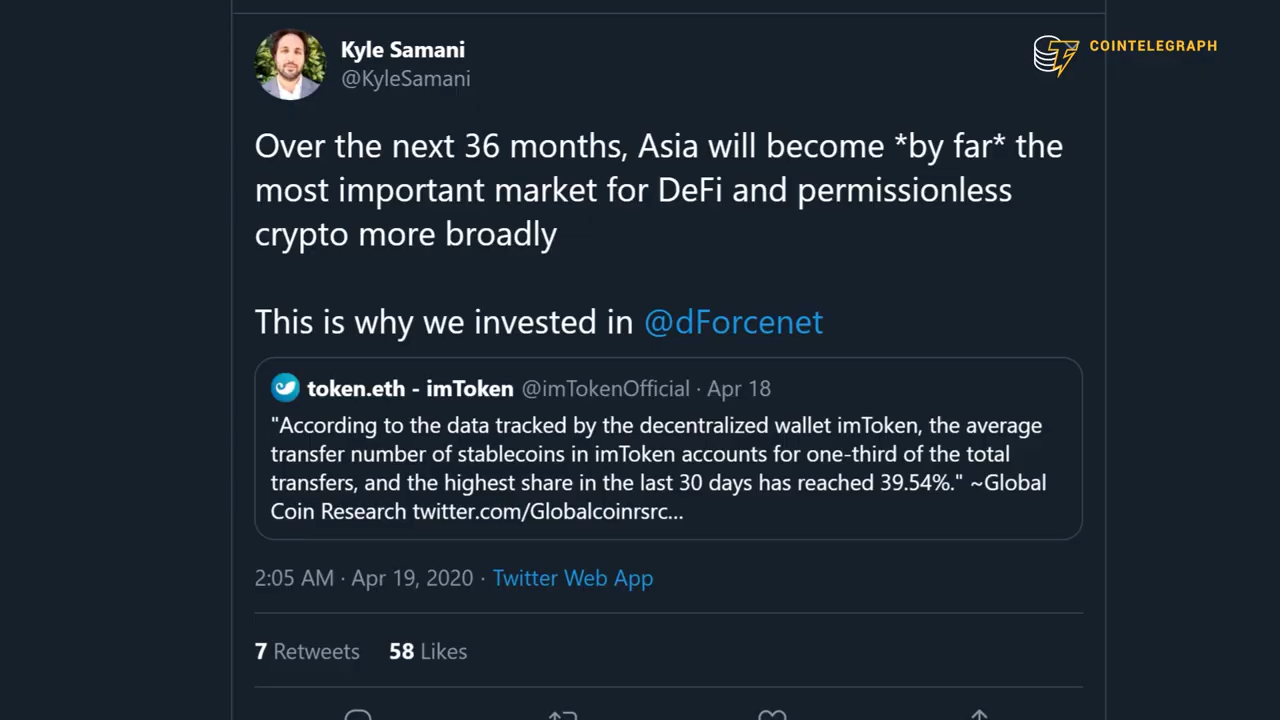 COINTELEGRAPH
Kyle Samani
@KyleSamani
Over the next 36 months, Asia will become *by far* the
most important market for DeFi and permissionless
crypto more broadly
This is why we invested in @dForcenet
token.eth - imToken @imTokenOfficial · Apr 18
"According to the data tracked by the decentralized wallet imToken, the average
transfer number of stablecoins in imToken accounts for one-third of the total
transfers, and the highest share in the last 30 days has reached 39.54%." ~Global
Coin Research twitter.com/Globalcoinrsrc...
2:05 AM · Apr 19, 2020 · Twitter Web App
7 Retweets 58 Likes